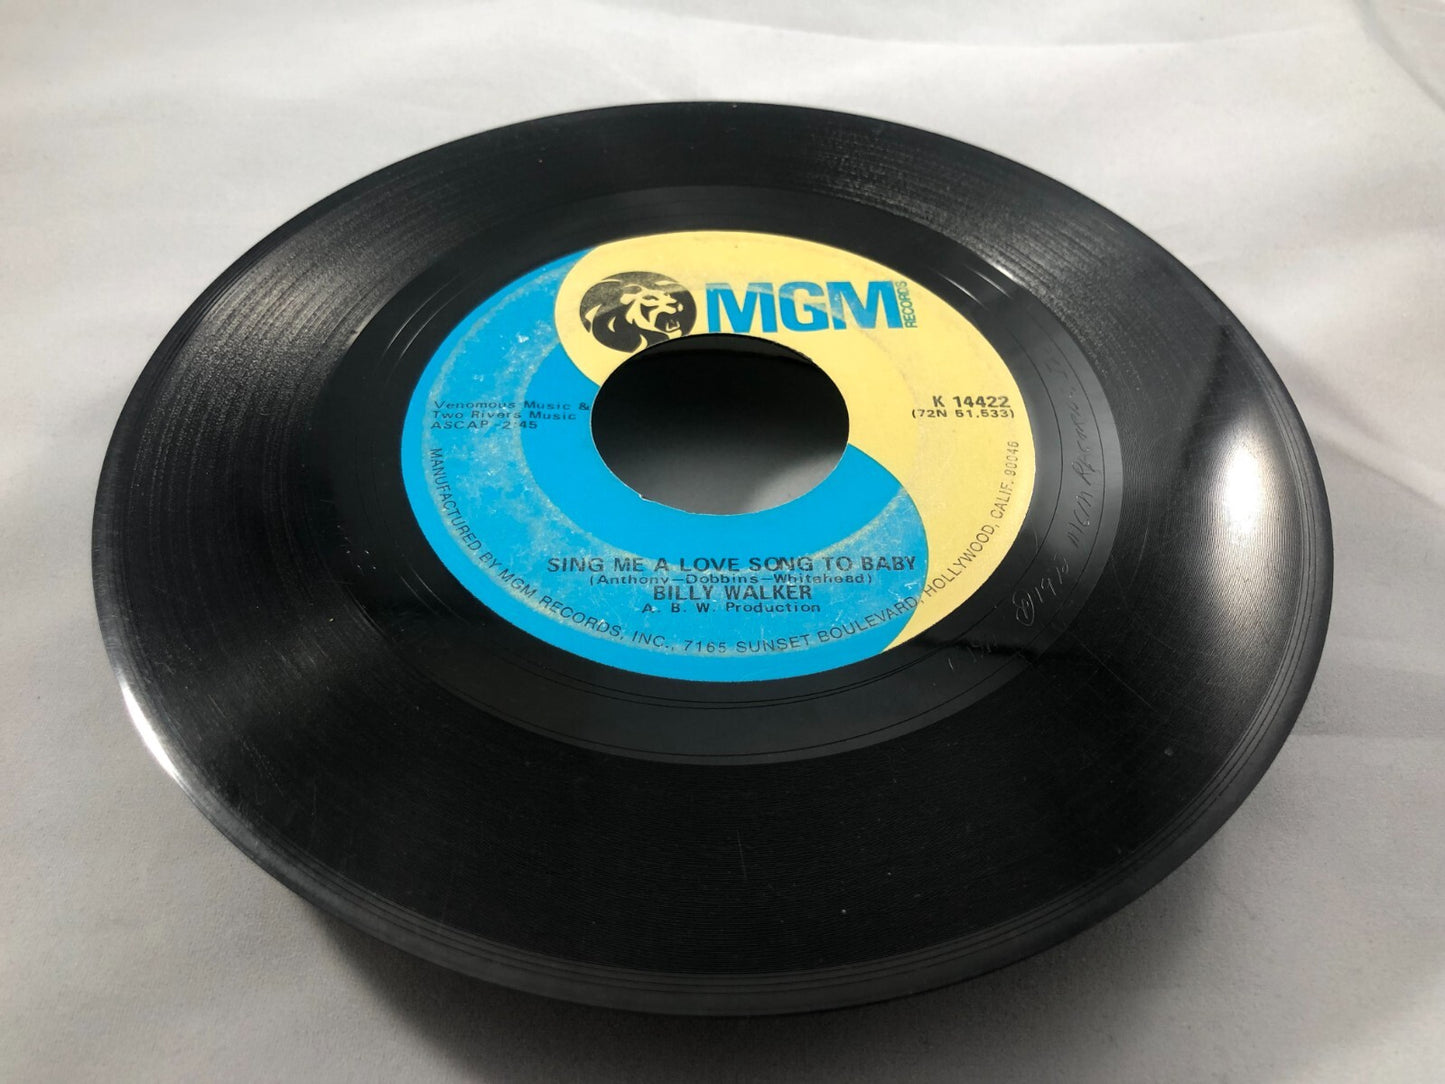 MGM
RECORDS
Venomous Music &
Two Rivers Music
ASCAP -2:45
K 14422
(72N 51,533)
SING ME A LOVE SONG TO BABY
(Anthony-Dobbins-Whitehead)
BILLY WALKER
A. B. W. Production
MANUFACTURED BY MGM RECORDS, INC., 7165 SUNSET BOULEVARD, HOLLYWOOD, CALIF. 90046
MGM